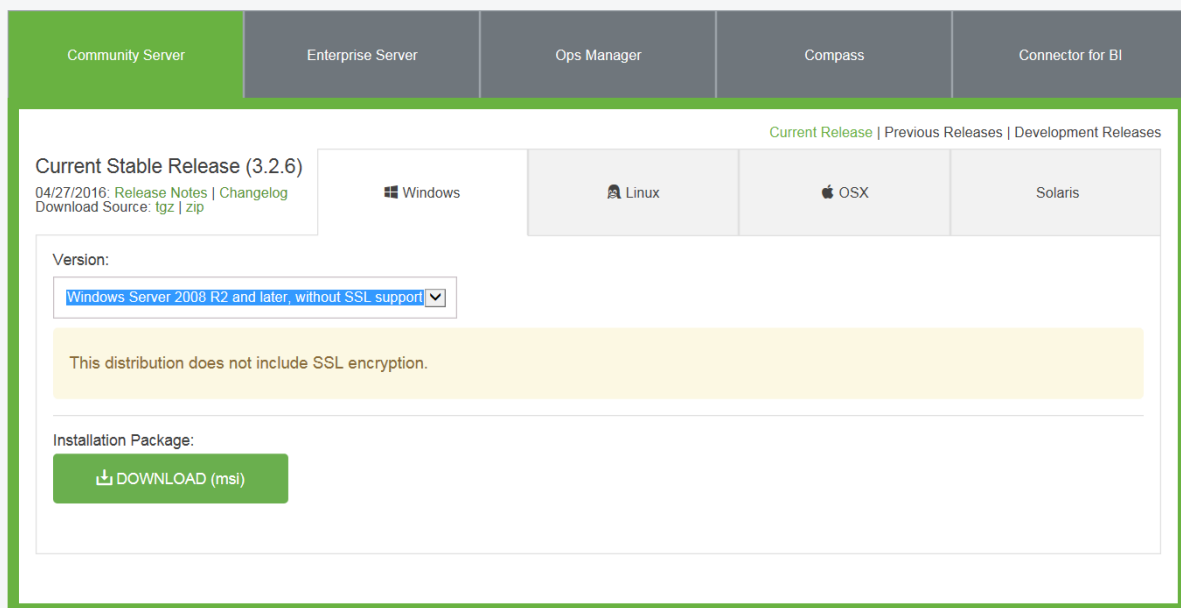 Community Server
Enterprise Server
Ops Manager
Compass
Connector for BI
Current Release | Previous Releases | Development Releases
Current Stable Release (3.2.6)
04/27/2016: Release Notes | Changelog
Download Source: tgz | zip
Windows
Linux
OSX
Solaris
Version:
Windows Server 2008 R2 and later, without SSL support
This distribution does not include SSL encryption.
Installation Package:
DOWNLOAD (msi)